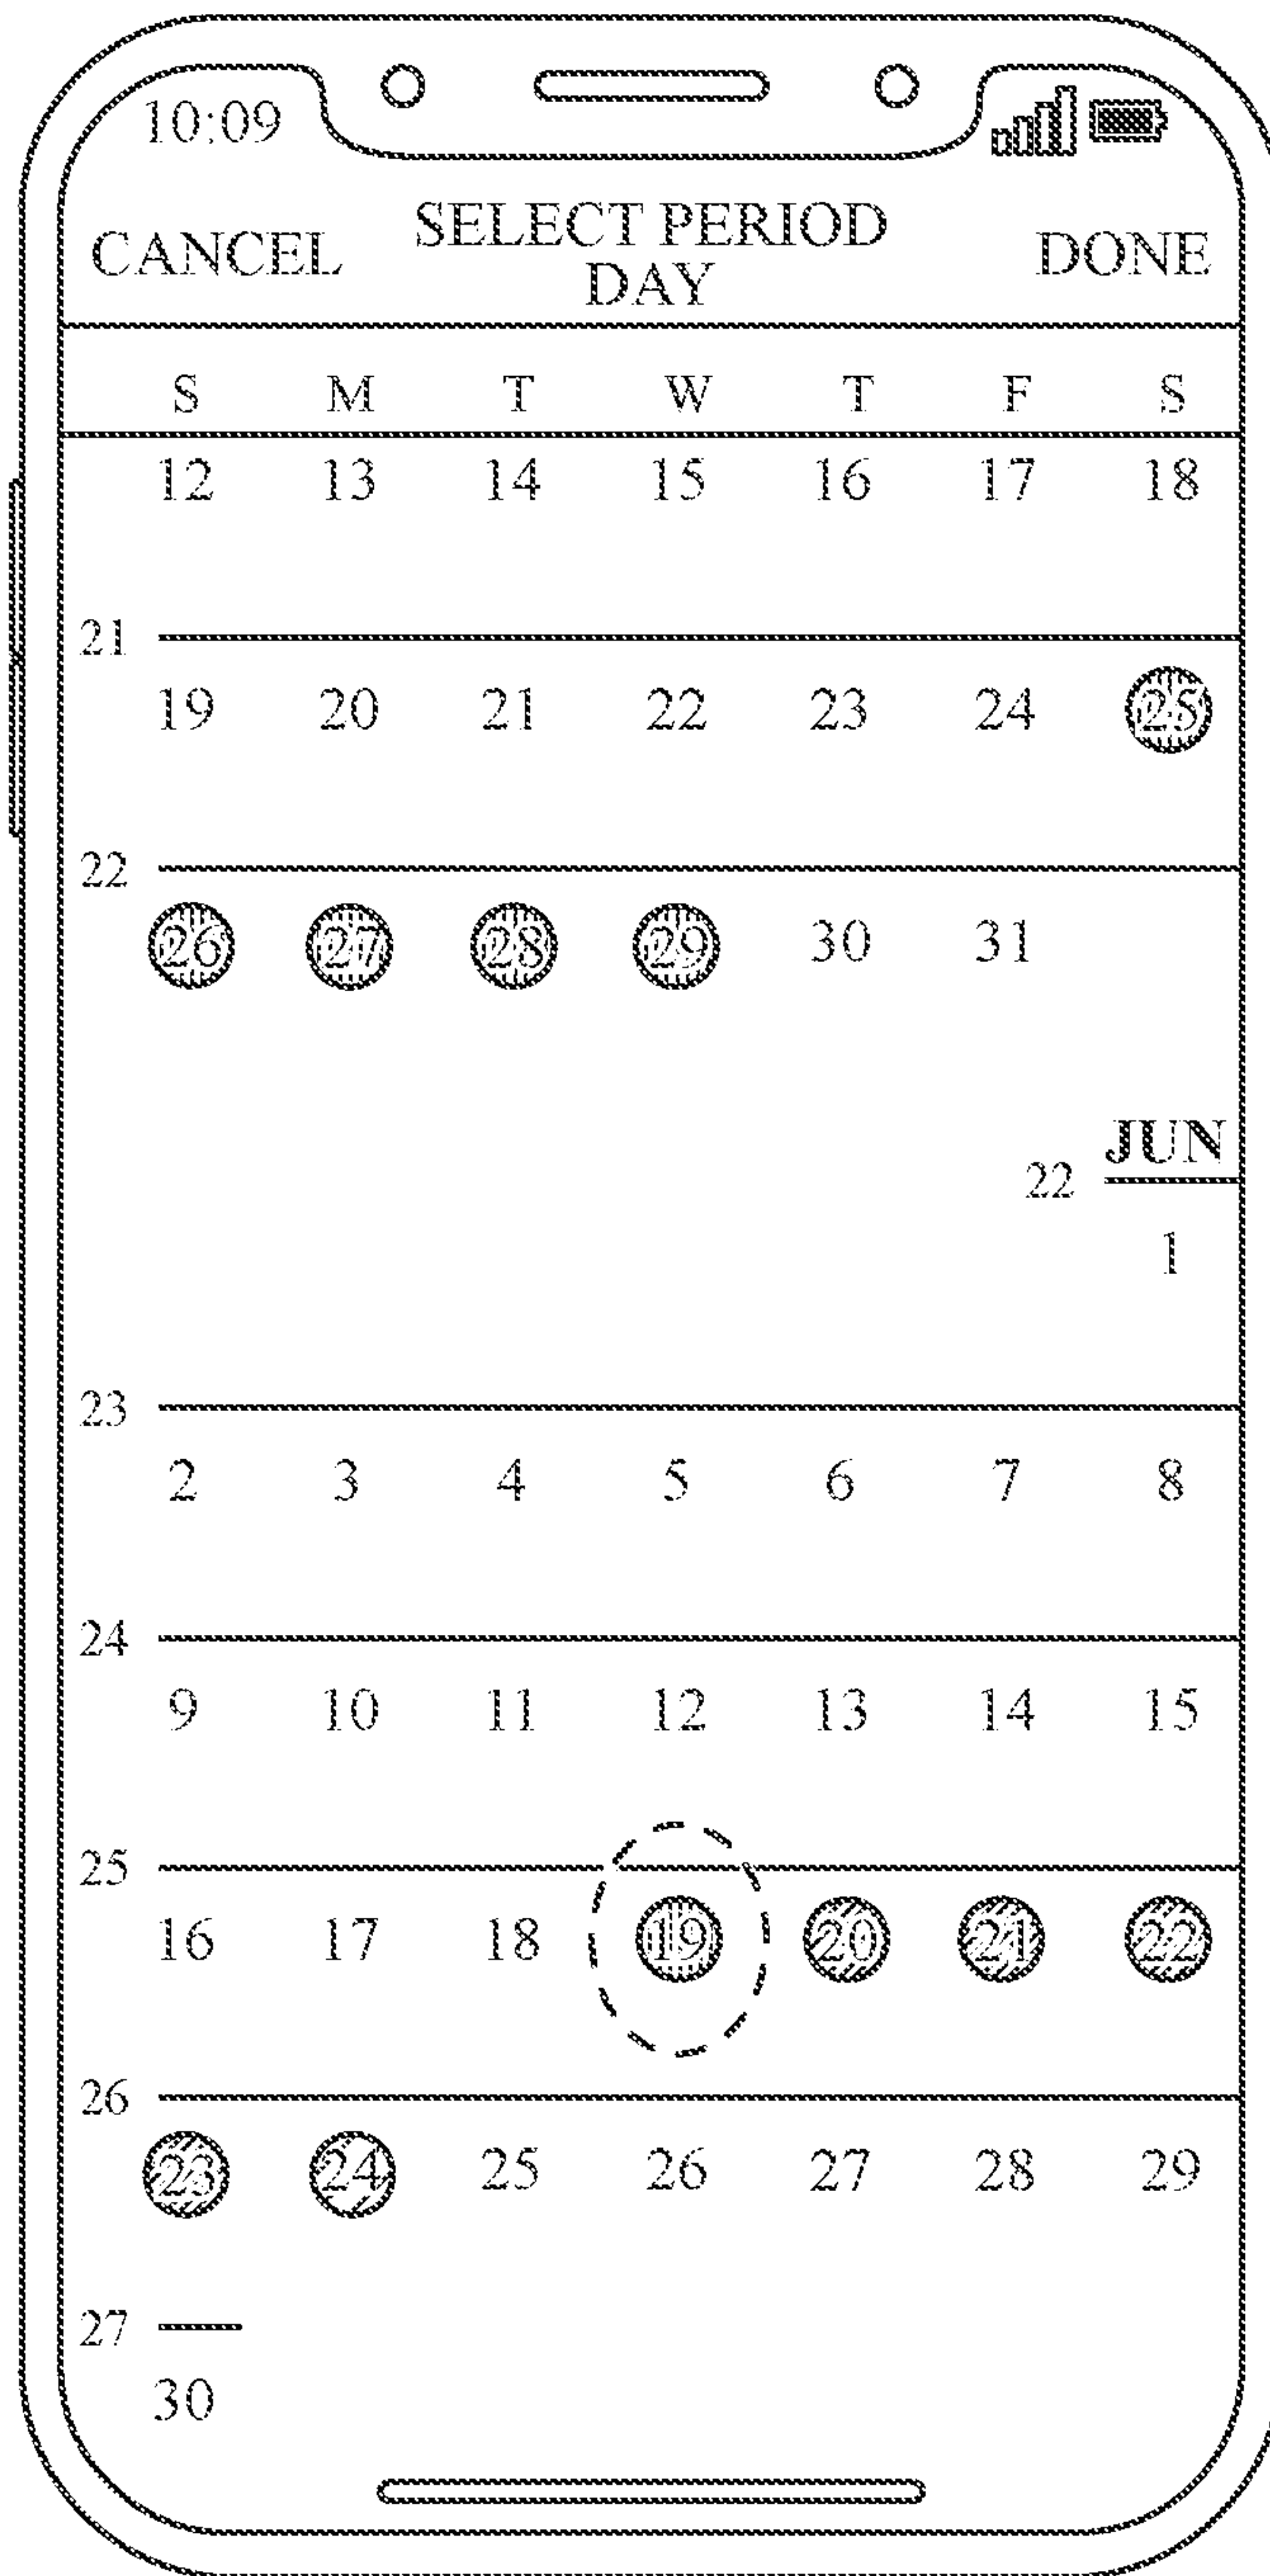 10:09
CANCEL SELECT PERIOD DAY DONE
S M T W T F S
12 13 14 15 16 17 18
21
19 20 21 22 23 24 25
22
26 27 28 29 30 31
JUN
22
1
23
2 3 4 5 6 7 8
24
9 10 11 12 13 14 15
25
16 17 18 19 20 21 22
26
23 24 25 26 27 28 29
27
30